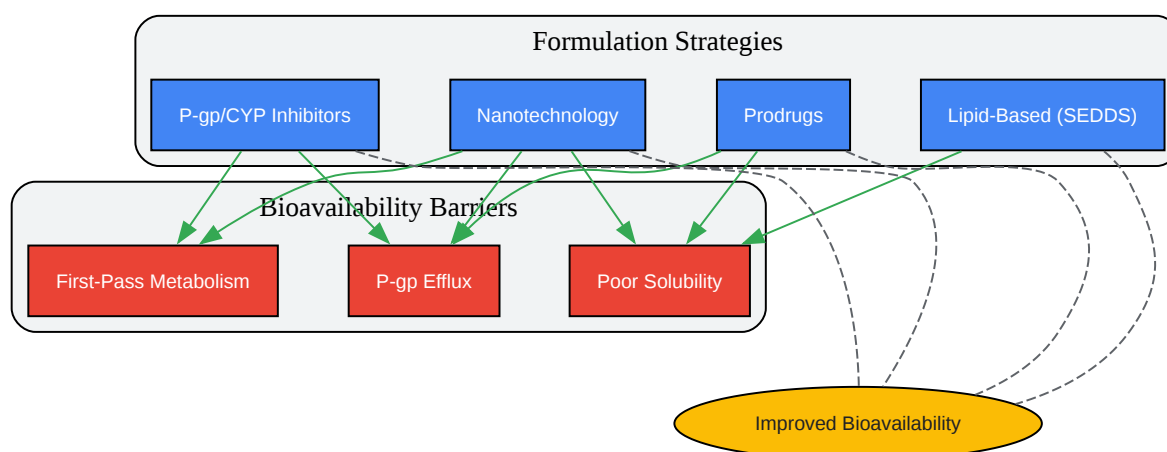 Formulation Strategies
P-gp/CYP Inhibitors
Nanotechnology
Prodrugs
Lipid-Based (SEDDS)
Bioavailability Barriers
First-Pass Metabolism
P-gp Efflux
Poor Solubility
Improved Bioavailability